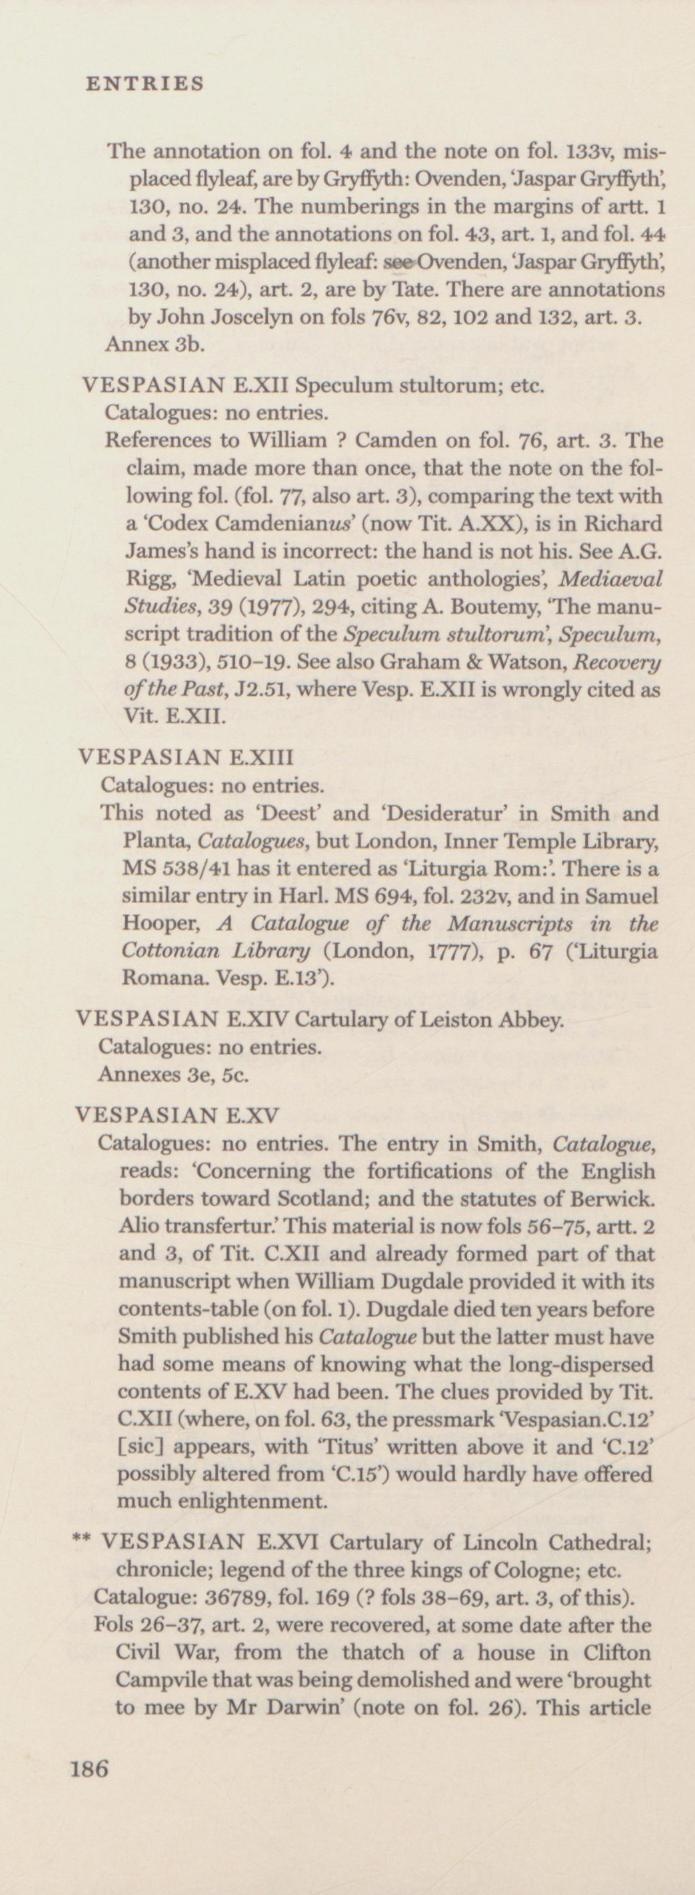 ENTRIES
The annotation on fol. 4 and the note on fol. 133v, mis-
placed flyleaf, are by Gryffyth: Ovenden, ‘Jaspar Gryffyth’,
130, no. 24. The numberings in the margins of artt. 1
and 3, and the annotations on fol. 43, art. 1, and fol. 44
(another misplaced flyleaf: see Ovenden, ‘Jaspar Gryffyth’,
130, no. 24), art. 2, are by Tate. There are annotations
by John Joscelyn on fols 76v, 82, 102 and 132, art. 3.
Annex 3b.
VESPASIAN E.XII Speculum stultorum; etc.
Catalogues: no entries.
References to William ? Camden on fol. 76, art. 3. The
claim, made more than once, that the note on the fol-
lowing fol. (fol. 77, also art. 3), comparing the text with
a ‘Codex Camdenianus’ (now Tit. A.XX), is in Richard
James’s hand is incorrect: the hand is not his. See A.G.
Rigg, ‘Medieval Latin poetic anthologies’, Mediaeval
Studies, 39 (1977), 294, citing A. Boutemy, ‘The manu-
script tradition of the Speculum stultorum’, Speculum,
8 (1933), 510–19. See also Graham & Watson, Recovery
of the Past, J2.51, where Vesp. E.XII is wrongly cited as
Vit. E.XII.
VESPASIAN E.XIII
Catalogues: no entries.
This noted as ‘Deest’ and ‘Desideratur’ in Smith and
Planta, Catalogues, but London, Inner Temple Library,
MS 538/41 has it entered as ‘Liturgia Rom:’. There is a
similar entry in Harl. MS 694, fol. 232v, and in Samuel
Hooper, A Catalogue of the Manuscripts in the
Cottonian Library (London, 1777), p. 67 (‘Liturgia
Romana. Vesp. E.13’).
VESPASIAN E.XIV Cartulary of Leiston Abbey.
Catalogues: no entries.
Annexes 3e, 5c.
VESPASIAN E.XV
Catalogues: no entries. The entry in Smith, Catalogue,
reads: ‘Concerning the fortifications of the English
borders toward Scotland; and the statutes of Berwick.
Alio transfertur.’ This material is now fols 56–75, artt. 2
and 3, of Tit. C.XII and already formed part of that
manuscript when William Dugdale provided it with its
contents-table (on fol. 1). Dugdale died ten years before
Smith published his Catalogue but the latter must have
had some means of knowing what the long-dispersed
contents of E.XV had been. The clues provided by Tit.
C.XII (where, on fol. 63, the pressmark ‘Vespasian.C.12’
[sic] appears, with ‘Titus’ written above it and ‘C.12’
possibly altered from ‘C.15’) would hardly have offered
much enlightenment.
** VESPASIAN E.XVI Cartulary of Lincoln Cathedral;
chronicle; legend of the three kings of Cologne; etc.
Catalogue: 36789, fol. 169 (? fols 38–69, art. 3, of this).
Fols 26–37, art. 2, were recovered, at some date after the
Civil War, from the thatch of a house in Clifton
Campvile that was being demolished and were ‘brought
to mee by Mr Darwin’ (note on fol. 26). This article
186